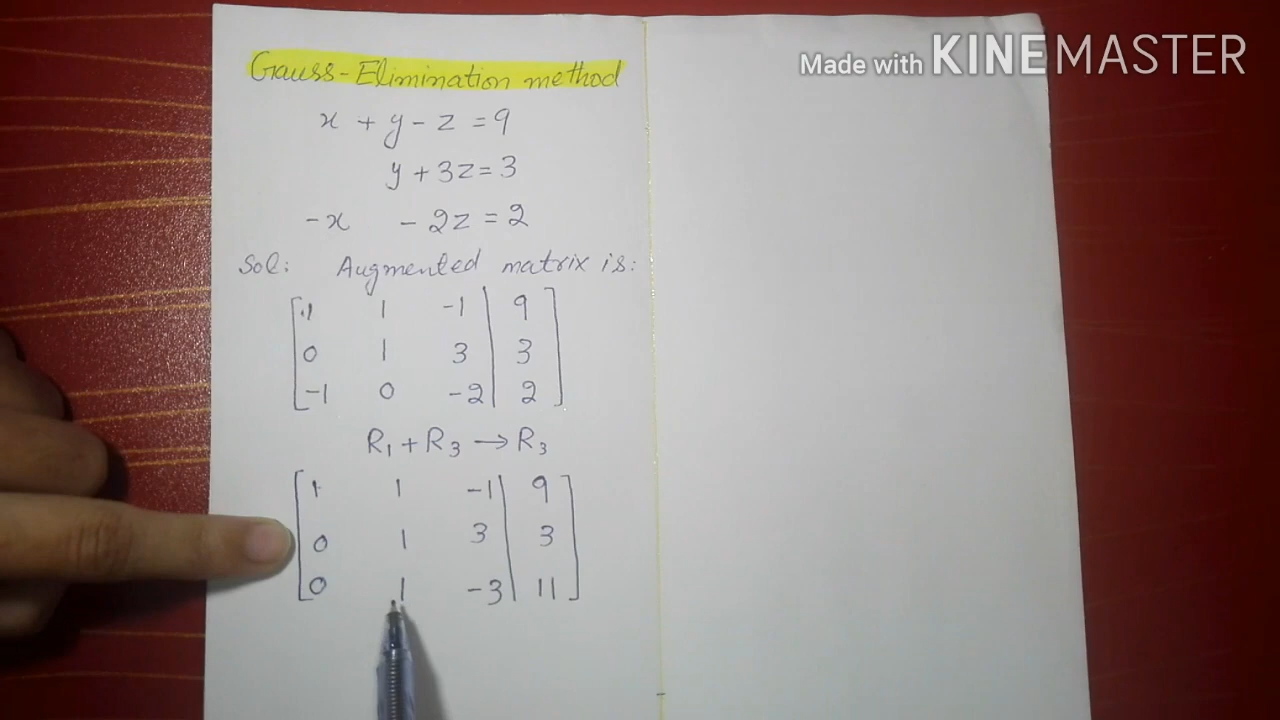 Made with KINEMASTER
Gauss-Elimination method
x + y - z = 9
y + 3z = 3
-x - 2z = 2
Sol: Augmented matrix is:
1 1 -1 | 9
0 1 3 | 3
-1 0 -2 | 2
R₁ + R₃ → R₃
1 1 -1 | 9
0 1 3 | 3
0 1 -3 | 11